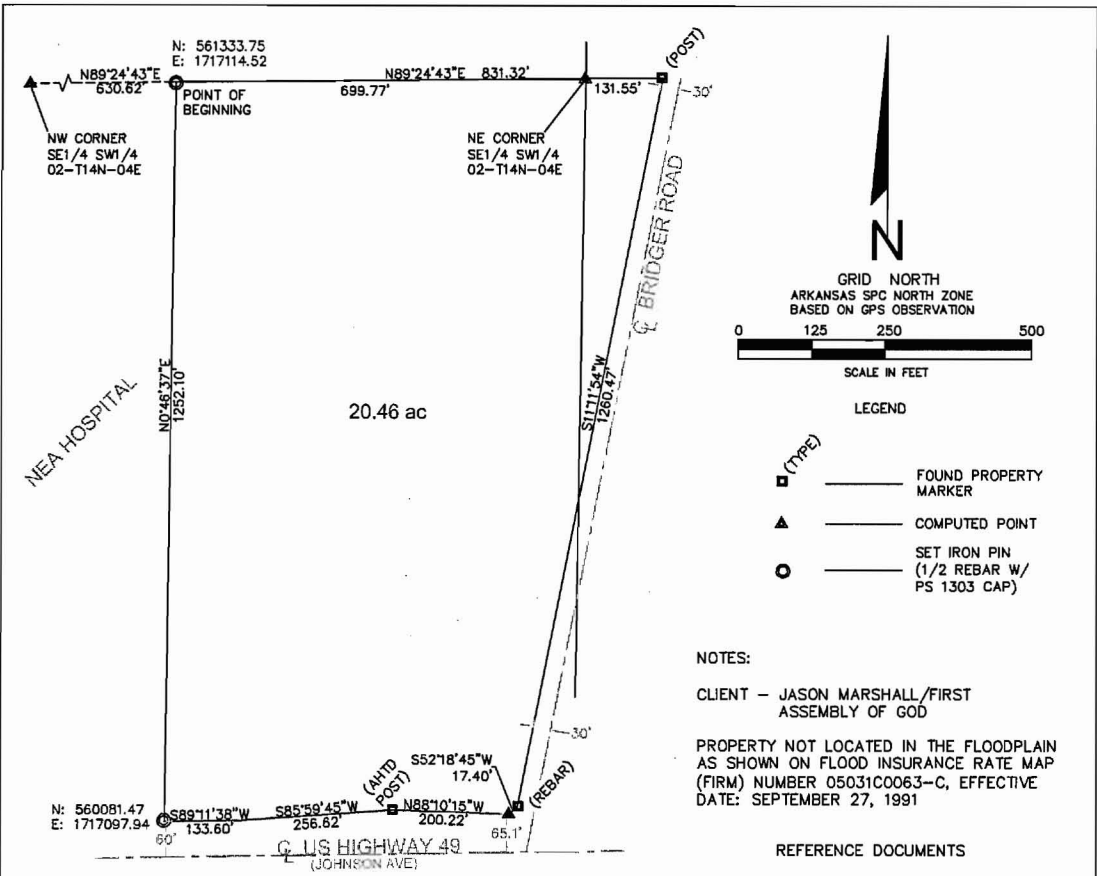 N: 561333.75
E: 1717114.52
N89°24'43"E
630.62'
POINT OF
BEGINNING
N89°24'43"E 831.32'
699.77'
131.55'
(POST)
30'
NW CORNER
SE1/4 SW1/4
02-T14N-04E
NE CORNER
SE1/4 SW1/4
02-T14N-04E
℄ BRIDGER ROAD
N
GRID NORTH
ARKANSAS SPC NORTH ZONE
BASED ON GPS OBSERVATION
0 125 250 500
SCALE IN FEET
NEA HOSPITAL
N0°46'37"E
1252.10'
20.46 ac
S11°11'54"W
1260.47'
LEGEND
(TYPE)
FOUND PROPERTY
MARKER
COMPUTED POINT
SET IRON PIN
(1/2 REBAR W/
PS 1303 CAP)
NOTES:
CLIENT - JASON MARSHALL/FIRST
ASSEMBLY OF GOD
PROPERTY NOT LOCATED IN THE FLOODPLAIN
AS SHOWN ON FLOOD INSURANCE RATE MAP
(FIRM) NUMBER 05031C0063-C, EFFECTIVE
DATE: SEPTEMBER 27, 1991
REFERENCE DOCUMENTS
30'
S52°18'45"W
17.40'
(REBAR)
(AHTD
POST)
N: 560081.47
E: 1717097.94
S89°11'38"W
133.60'
S85°59'45"W
256.62'
N88°10'15"W
200.22'
60'
65.1'
℄ US HIGHWAY 49
(JOHNSON AVE)